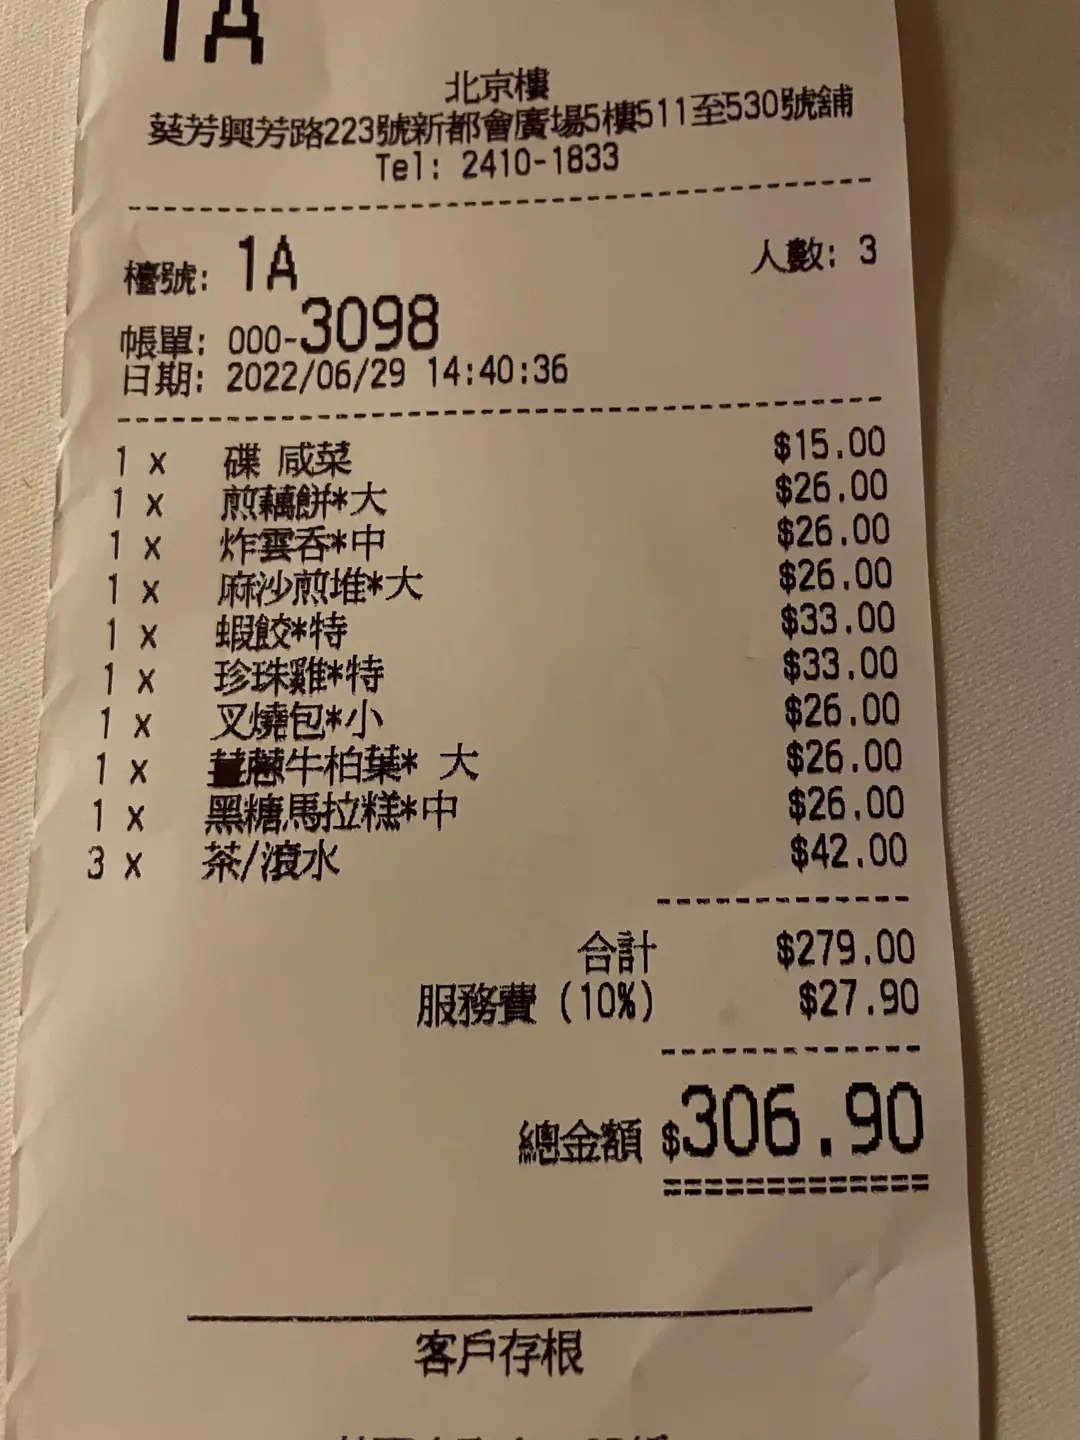 1A
北京樓
葵芳興芳路223號新都會廣場5樓511至530號舖
Tel: 2410-1833
檯號: 1A 人數: 3
帳單: 000-3098
日期: 2022/06/29 14:40:36
1 x 碟 咸菜 $15.00
1 x 煎藕餅*大 $26.00
1 x 炸雲吞*中 $26.00
1 x 麻沙煎堆*大 $26.00
1 x 蝦餃*特 $33.00
1 x 珍珠雞*特 $33.00
1 x 叉燒包*小 $26.00
1 x 薑蔥牛柏葉* 大 $26.00
1 x 黑糖馬拉糕*中 $26.00
3 x 茶/滾水 $42.00
合計 $279.00
服務費 (10%) $27.90
總金額 $306.90
客戶存根